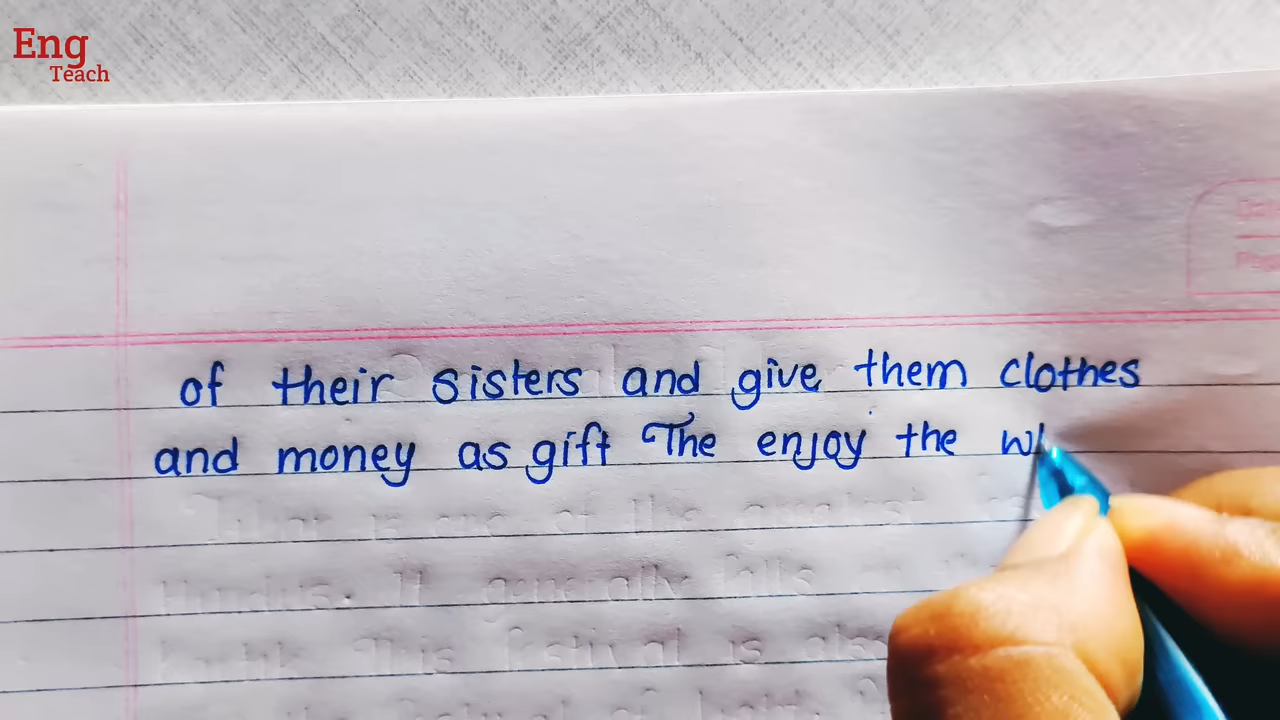 Eng
Teach
of their sisters and give them clothes
and money as gift The enjoy the